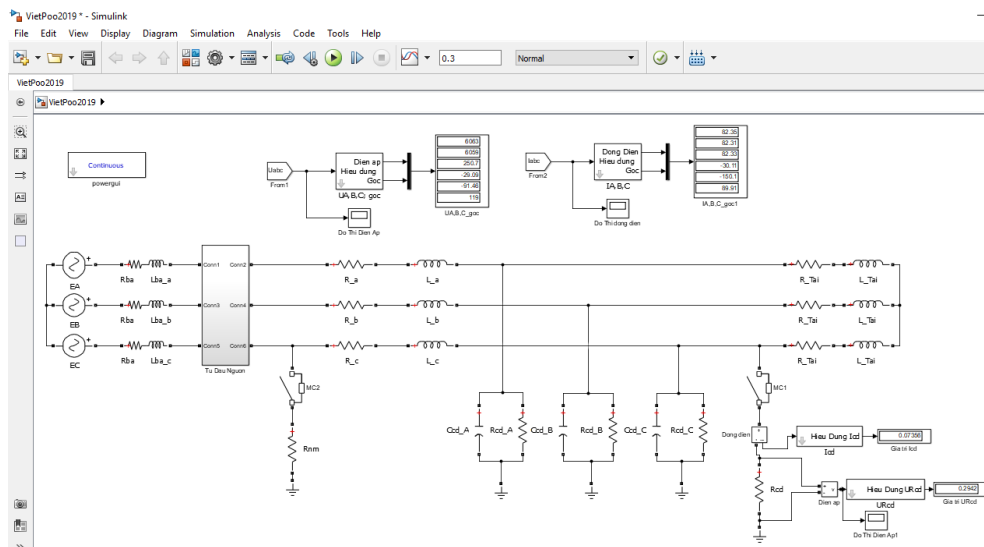 VietPoo2019 * - Simulink
File Edit View Display Diagram Simulation Analysis Code Tools Help
0.3 Normal
VietPoo2019
VietPoo2019
Continuous
powergui
Uabc
From1
Dien ap
Hieu dung
Goc
UA,B,C; goc
Do Thi Dien Ap
6063
6059
250.7
-29.09
-91.46
119
UA,B,C_goc
Iabc
From2
Dong Dien
Hieu Dung
Goc
IA,B,C
Do Thi dong dien
82.35
82.31
82.33
-30.11
-150.1
89.91
IA,B,C_goc1
EA
Rba Lba_a
Conn1 Conn2
R_a L_a
R_Tai L_Tai
EB
Rba Lba_b
Conn3 Conn4
R_b L_b
R_Tai L_Tai
EC
Rba Lba_c
Conn5 Conn6
Tu Dau Nguon
R_c L_c
R_Tai L_Tai
MC2
Rnm
Ccd_A Rcd_A
Ccd_B Rcd_B
Ccd_C Rcd_C
MC1
Dong dien
Hieu Dung Icd
Icd
0.07356
Gia tri Icd
Rcd
Dien ap
Hieu Dung URcd
URcd
0.2942
Gia tri URcd
Do Thi Dien Ap1